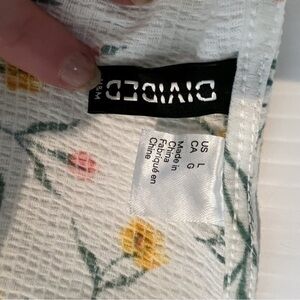 DIVIDED
H&M
US L
CA G
Made in
China
Fabriqué en
Chine